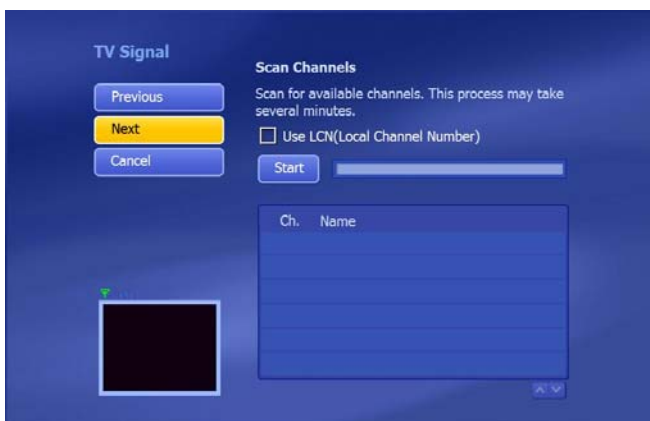 TV Signal
Previous
Next
Cancel
Scan Channels
Scan for available channels. This process may take
several minutes.
Use LCN(Local Channel Number)
Start
Ch. Name